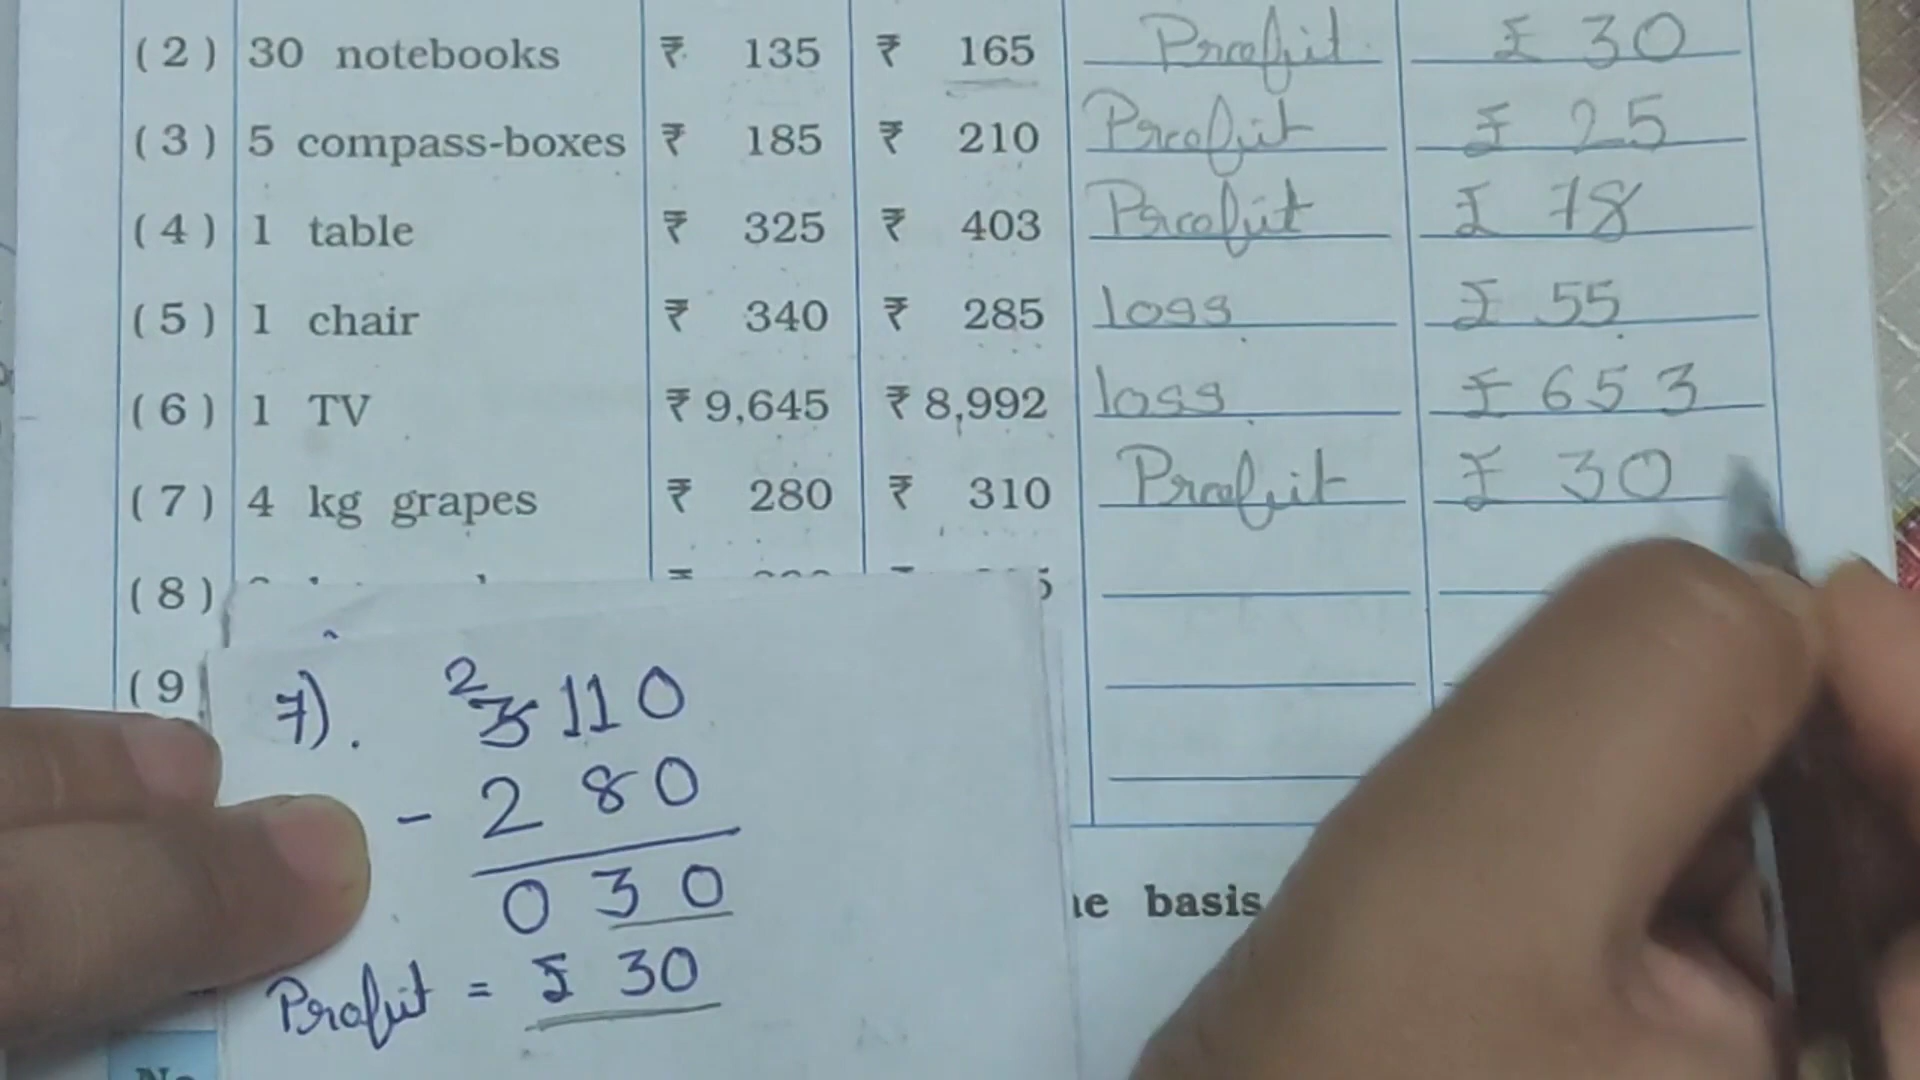 (2) 30 notebooks ₹ 135 ₹ 165 Profit ₹ 30
(3) 5 compass-boxes ₹ 185 ₹ 210 Profit ₹ 25
(4) 1 table ₹ 325 ₹ 403 Profit ₹ 78
(5) 1 chair ₹ 340 ₹ 285 loss ₹ 55
(6) 1 TV ₹ 9,645 ₹ 8,992 loss ₹ 653
(7) 4 kg grapes ₹ 280 ₹ 310 Profit ₹ 30
(8)
(9
7). 2 3 11 0
- 2 8 0
0 3 0
Profit = ₹ 30
basis